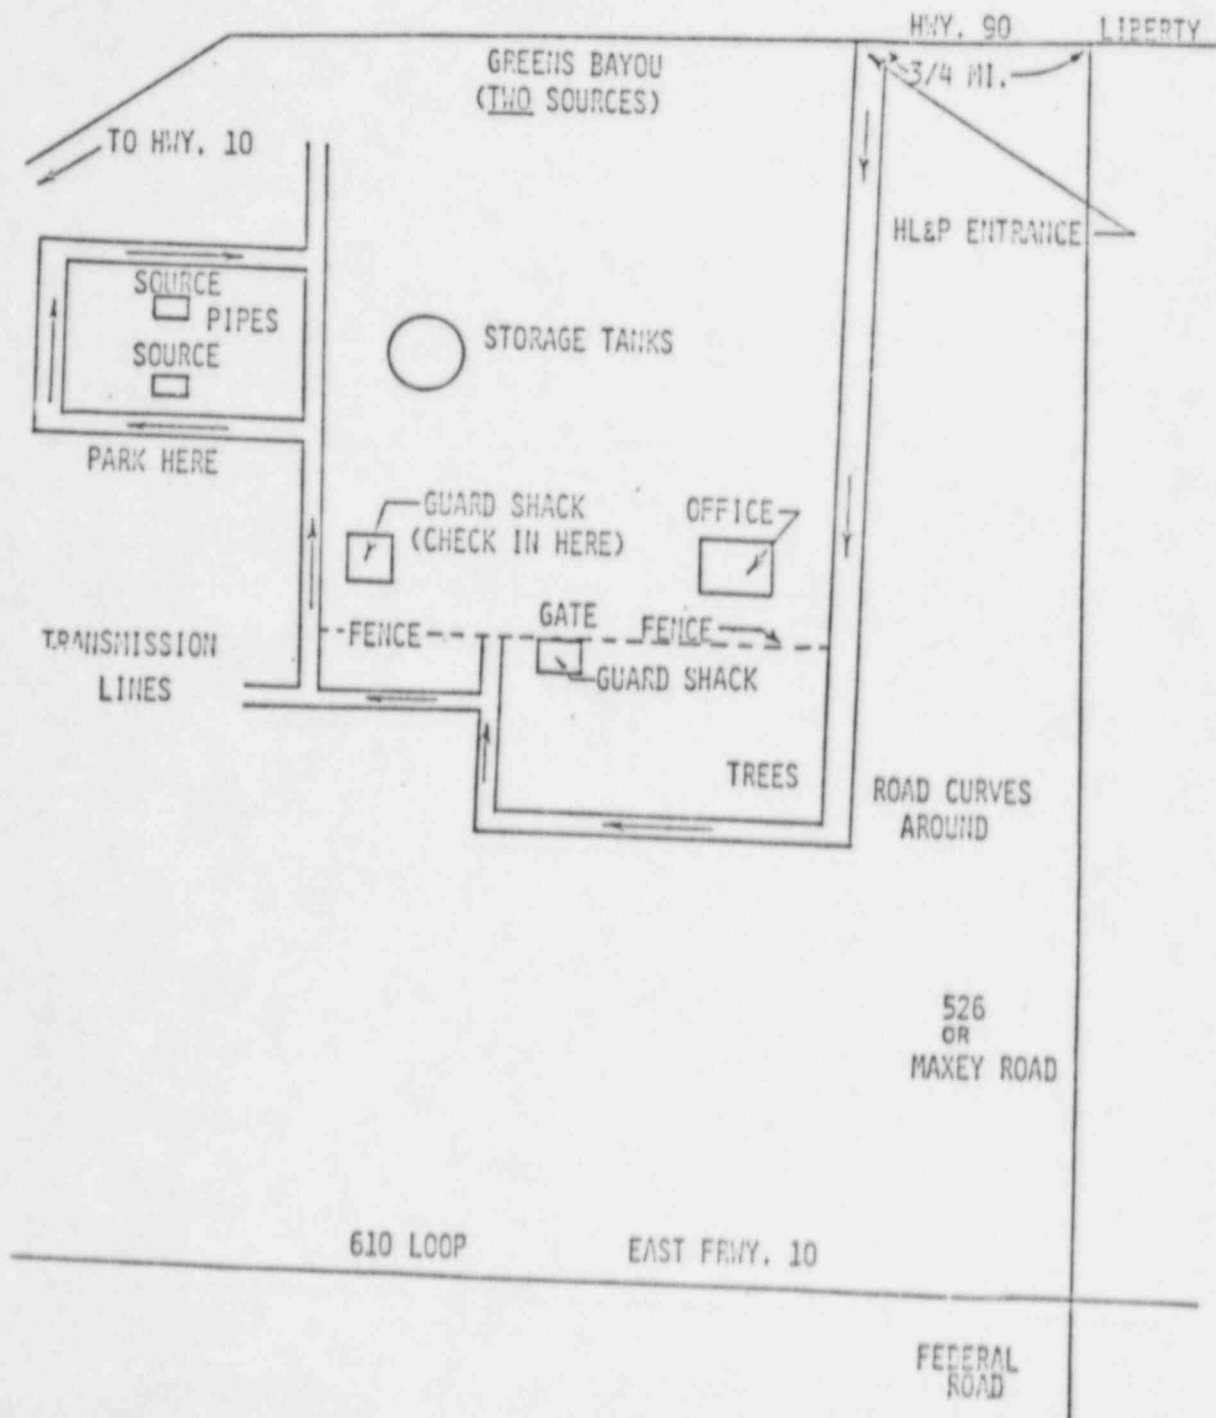 HWY. 90 LIBERTY
GREENS BAYOU
(TWO SOURCES)
3/4 MI.
TO HWY. 10
HL&P ENTRANCE
SOURCE
PIPES
SOURCE
STORAGE TANKS
PARK HERE
GUARD SHACK
(CHECK IN HERE)
OFFICE
GATE
FENCE
FENCE
TRANSMISSION
LINES
GUARD SHACK
TREES
ROAD CURVES
AROUND
526
OR
MAXEY ROAD
610 LOOP EAST FRWY. 10
FEDERAL
ROAD